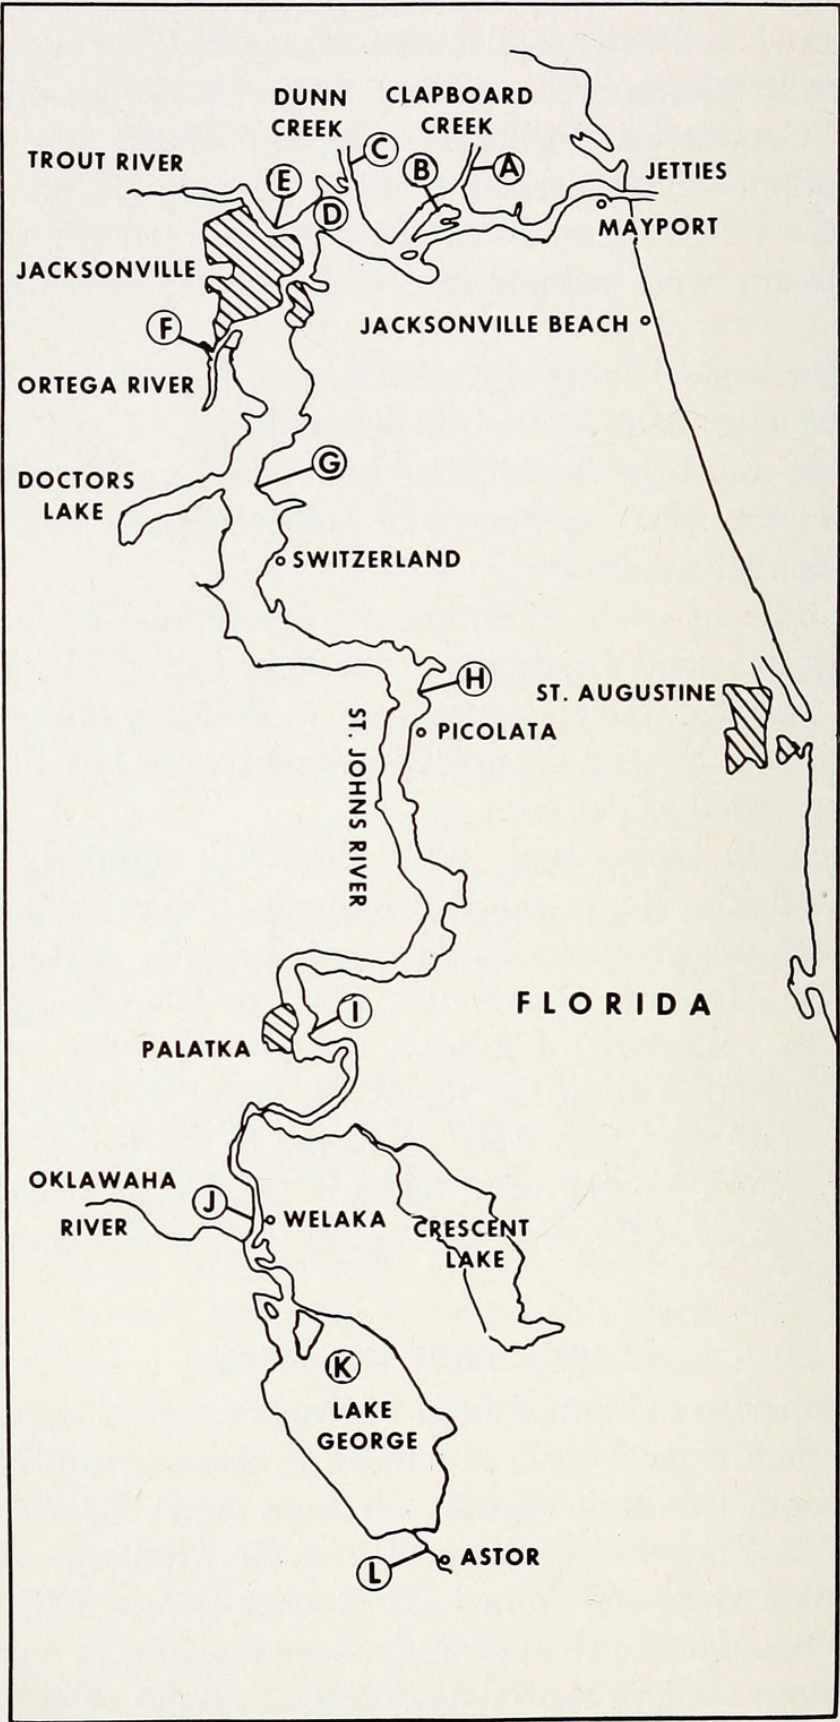 DUNN
CREEK
CLAPBOARD
CREEK
TROUT RIVER
C
B
A
E
D
JETTIES
MAYPORT
JACKSONVILLE
F
JACKSONVILLE BEACH
ORTEGA RIVER
G
DOCTORS
LAKE
SWITZERLAND
H
ST. AUGUSTINE
PICOLATA
ST. JOHNS RIVER
FLORIDA
I
PALATKA
OKLAWAHA
RIVER
J
WELAKA
CRESCENT
LAKE
K
LAKE
GEORGE
L
ASTOR